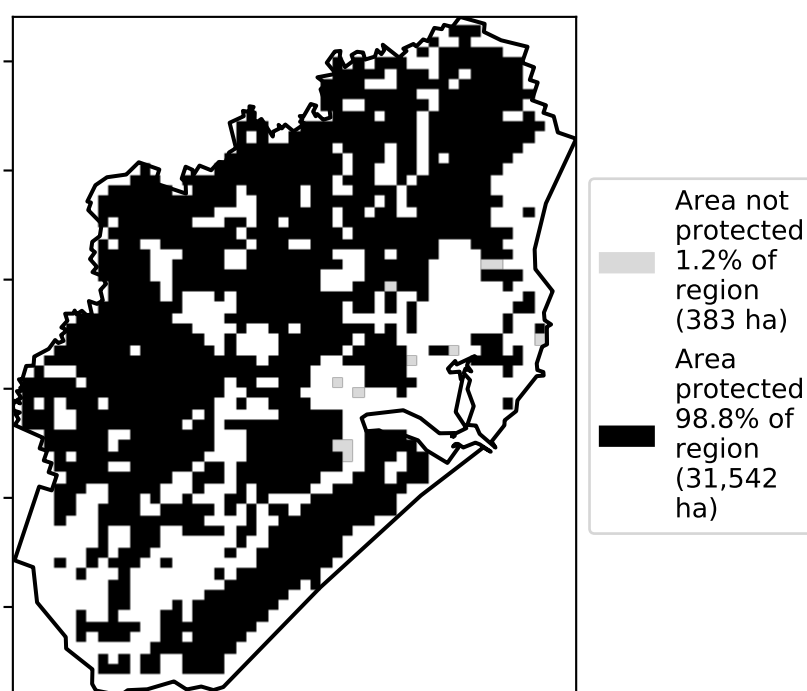 Area not
protected
1.2% of
region
(383 ha)
Area
protected
98.8% of
region
(31,542
ha)